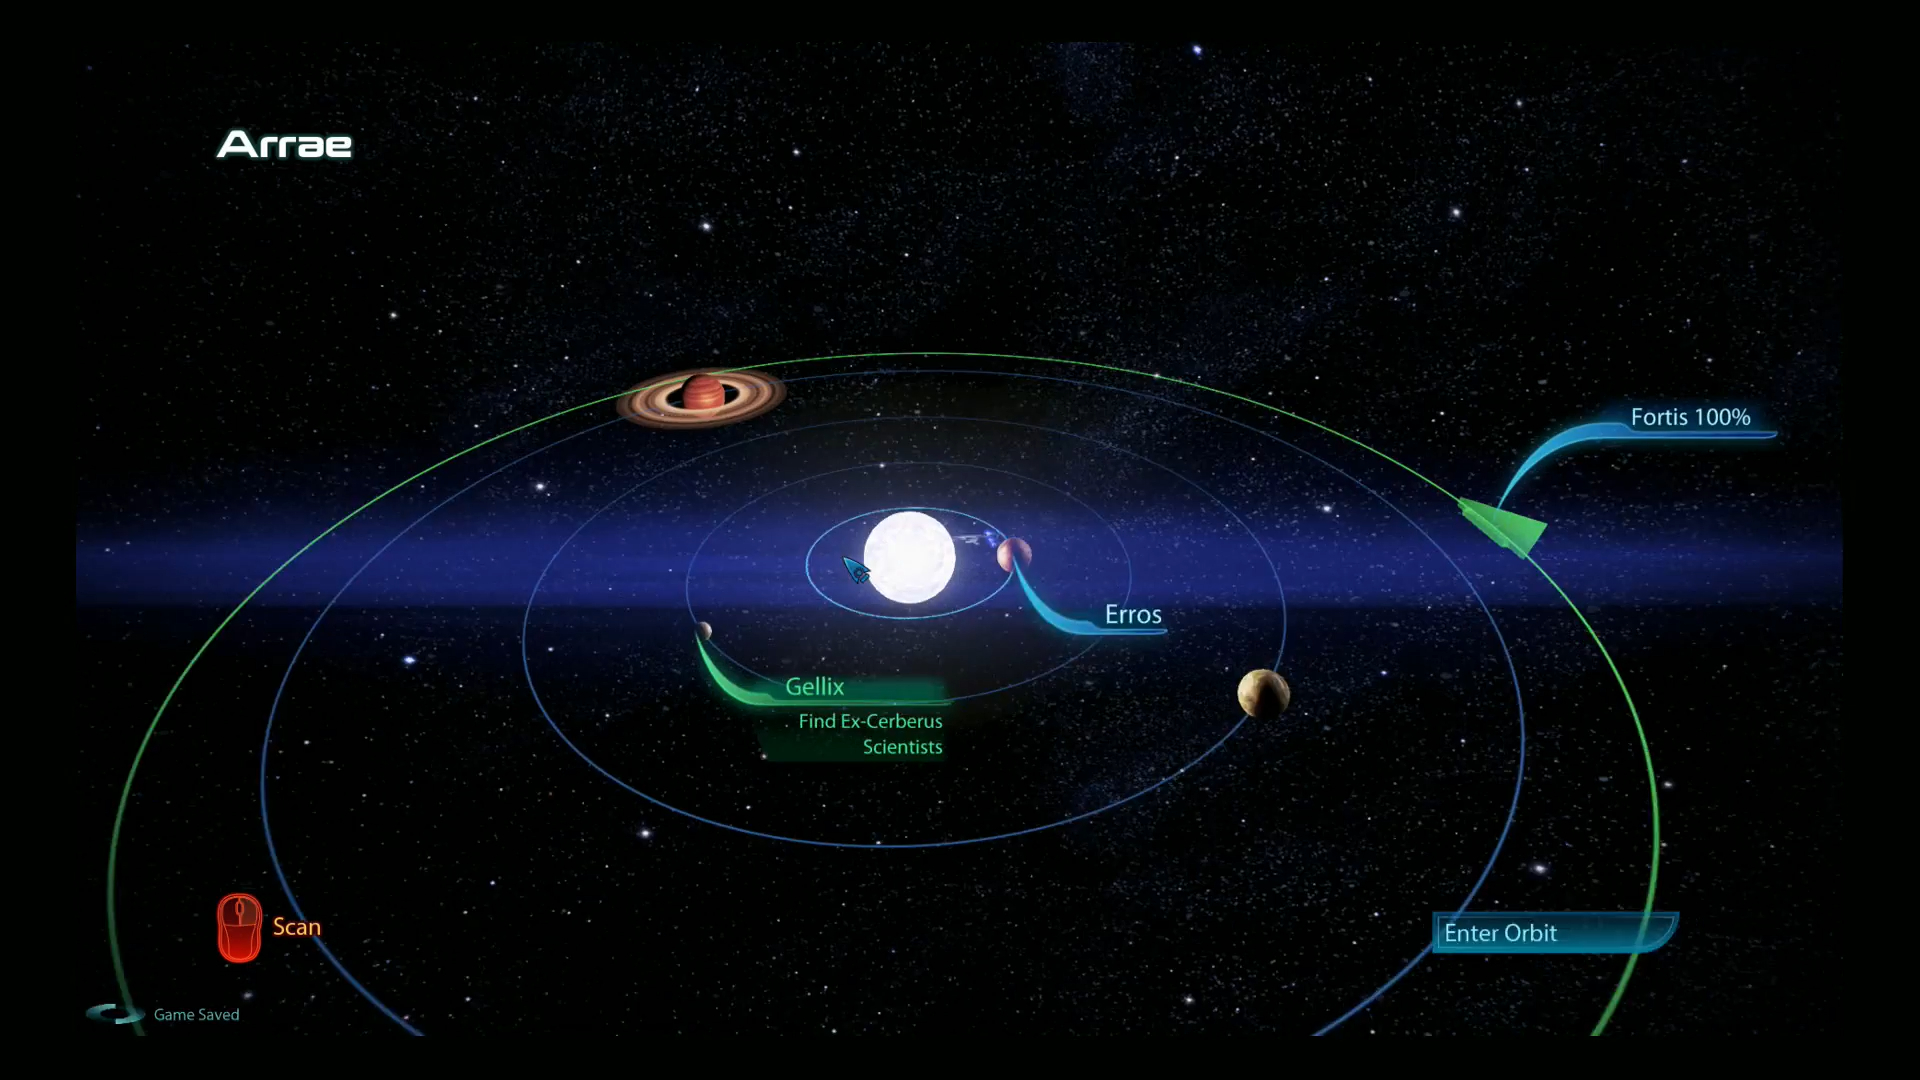 Arrae
Fortis 100%
Erros
Gellix
Find Ex-Cerberus
Scientists
Scan
Enter Orbit
Game Saved